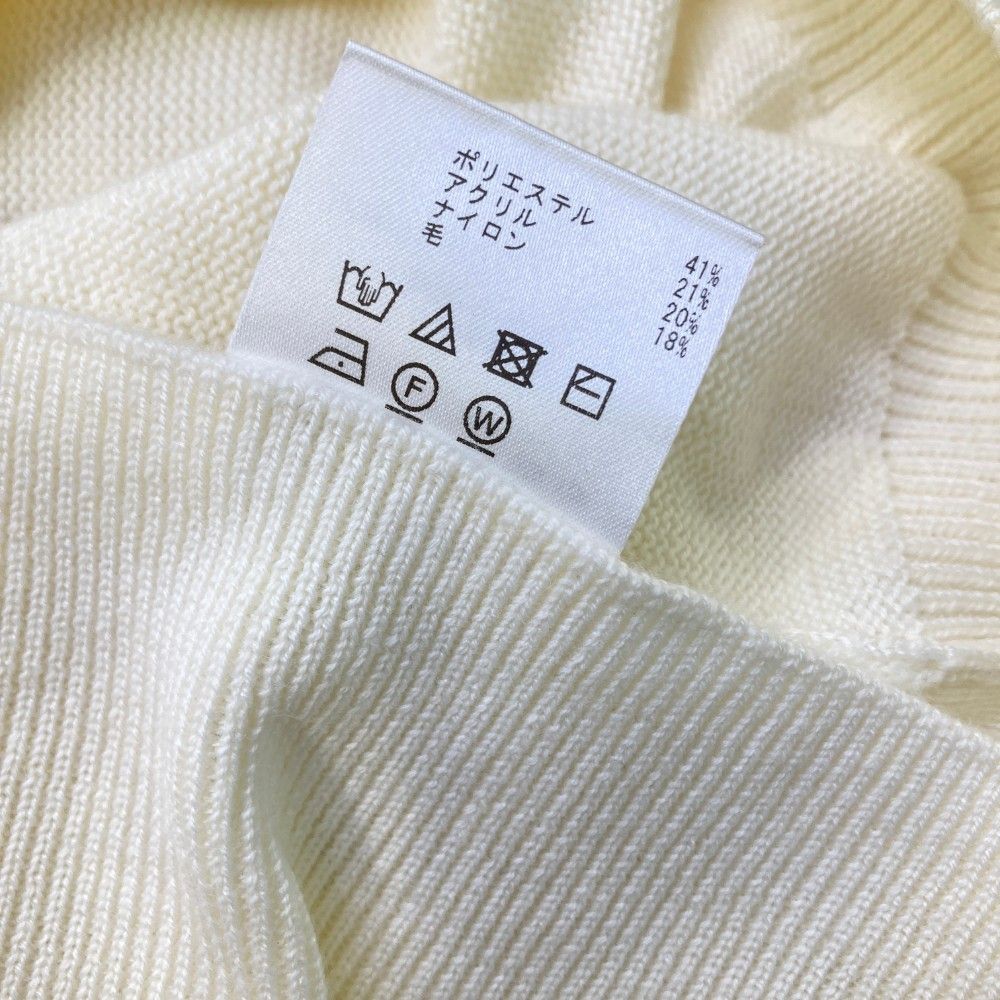 ポリエステル 41%
アクリル 21%
ナイロン 20%
毛 18%
F
W